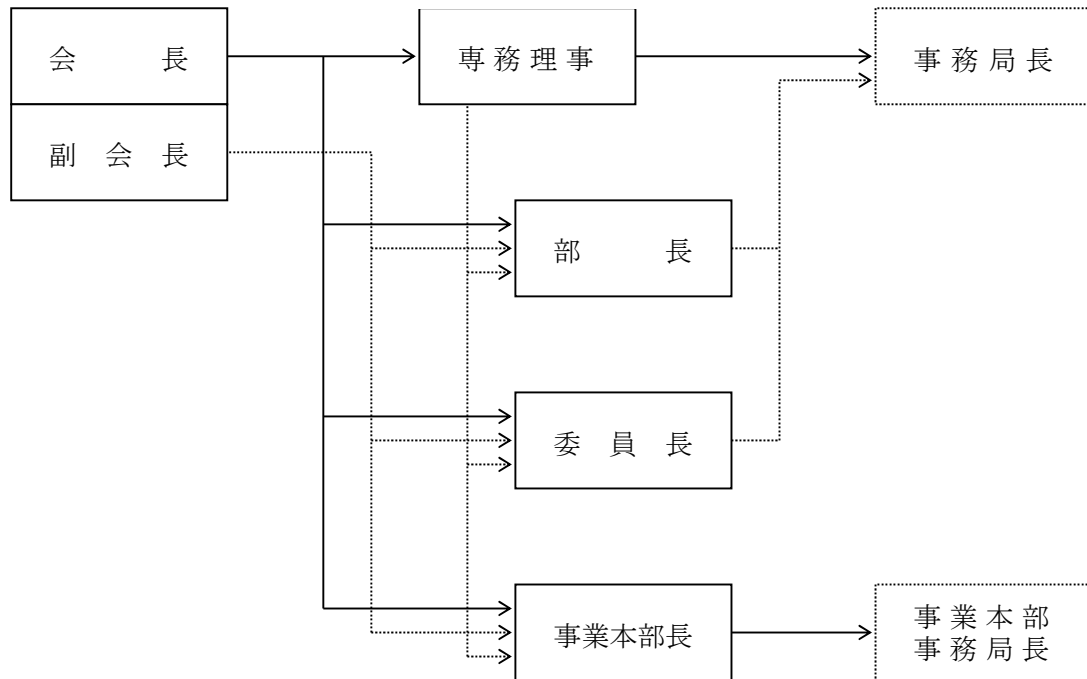 会長
専務理事
事務局長
副会長
部長
委員長
事業本部長
事業本部
事務局長